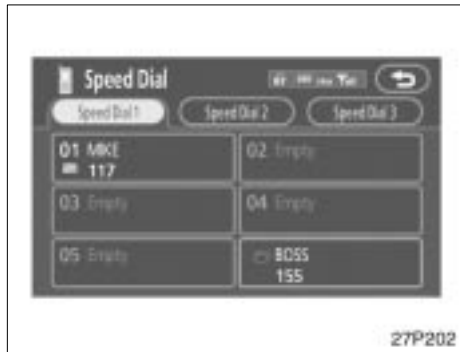 Speed Dial
Speed Dial 1 Speed Dial 2 Speed Dial 3
01 MIKE 02 Empty
117
03 Empty 04 Empty
05 Empty BOSS
155
27P202